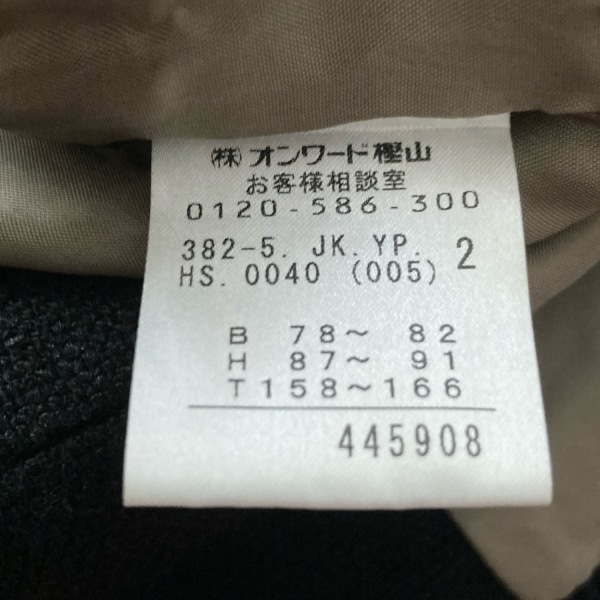 ㈱オンワード樫山
お客様相談室
0120-586-300
382-5. JK.YP. 2
HS. 0040 (005)
B 78~ 82
H 87~ 91
T158~166
445908